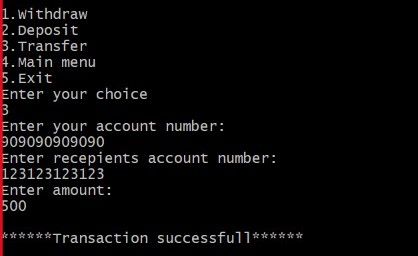 1.Withdraw
2.Deposit
3.Transfer
4.Main menu
5.Exit
Enter your choice
3
Enter your account number:
909090909090
Enter recepients account number:
123123123123
Enter amount:
500
******Transaction successfull******